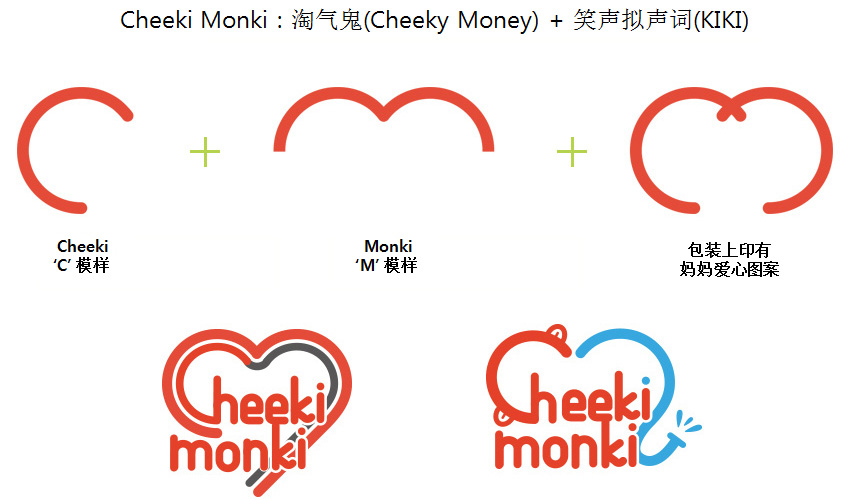 Cheeki Monki : 淘气鬼(Cheeky Money) + 笑声拟声词(KIKI)
Cheeki
‘C’ 模样
Monki
‘M’ 模样
包装上印有
妈妈爱心图案
Cheeki
monki
Cheeki
monki